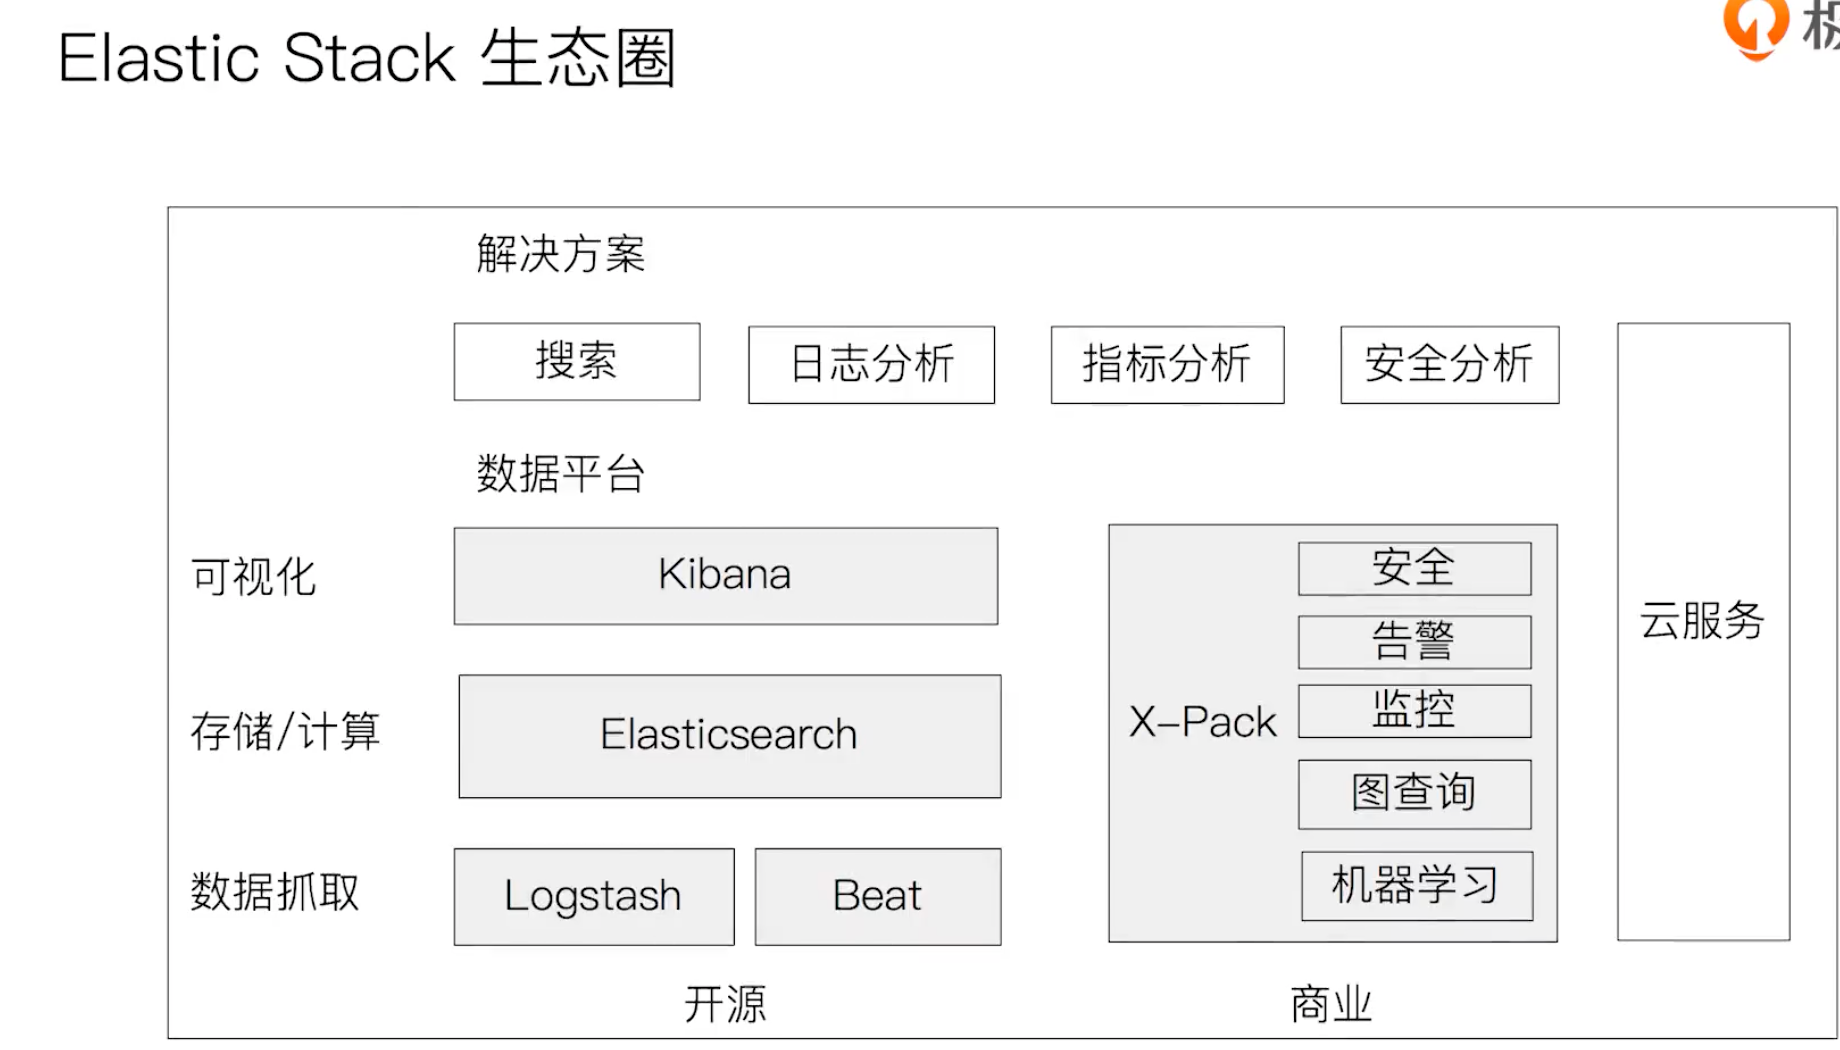 Elastic Stack 生态圈
解决方案
搜索
日志分析
指标分析
安全分析
数据平台
可视化
Kibana
存储/计算
Elasticsearch
数据抓取
Logstash
Beat
X-Pack
安全
告警
监控
图查询
机器学习
云服务
开源
商业